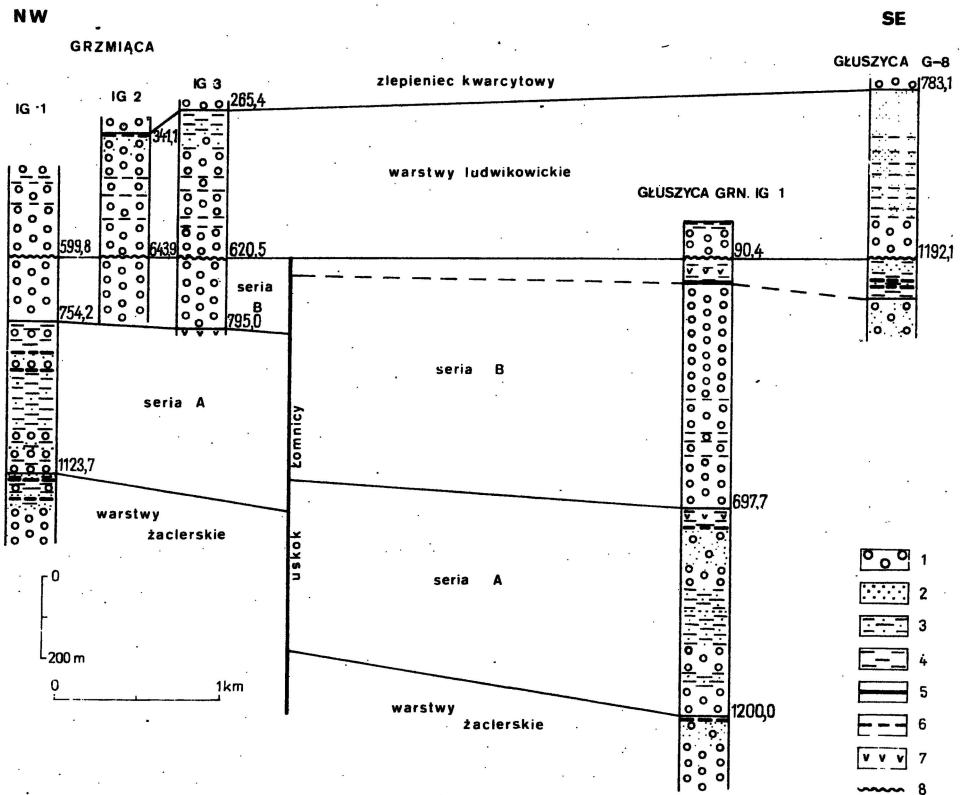 NW
SE
GRZMIĄCA
GŁUSZYCA G-8
IG 3
zlepieniec kwarcytowy
783,1
IG 2
265,4
IG -1
341,1
warstwy ludwikowickie
GŁUSZYCA GRN. IG 1
599,8
643,9
620,5
90,4
1192,1
seria
B
754,2
795,0
seria B
seria A
uskok Łomnicy
1123,7
697,7
warstwy
żaclerskie
seria A
0
200 m
0 1km
warstwy
żaclerskie
1200,0
1
2
3
4
5
6
7
8